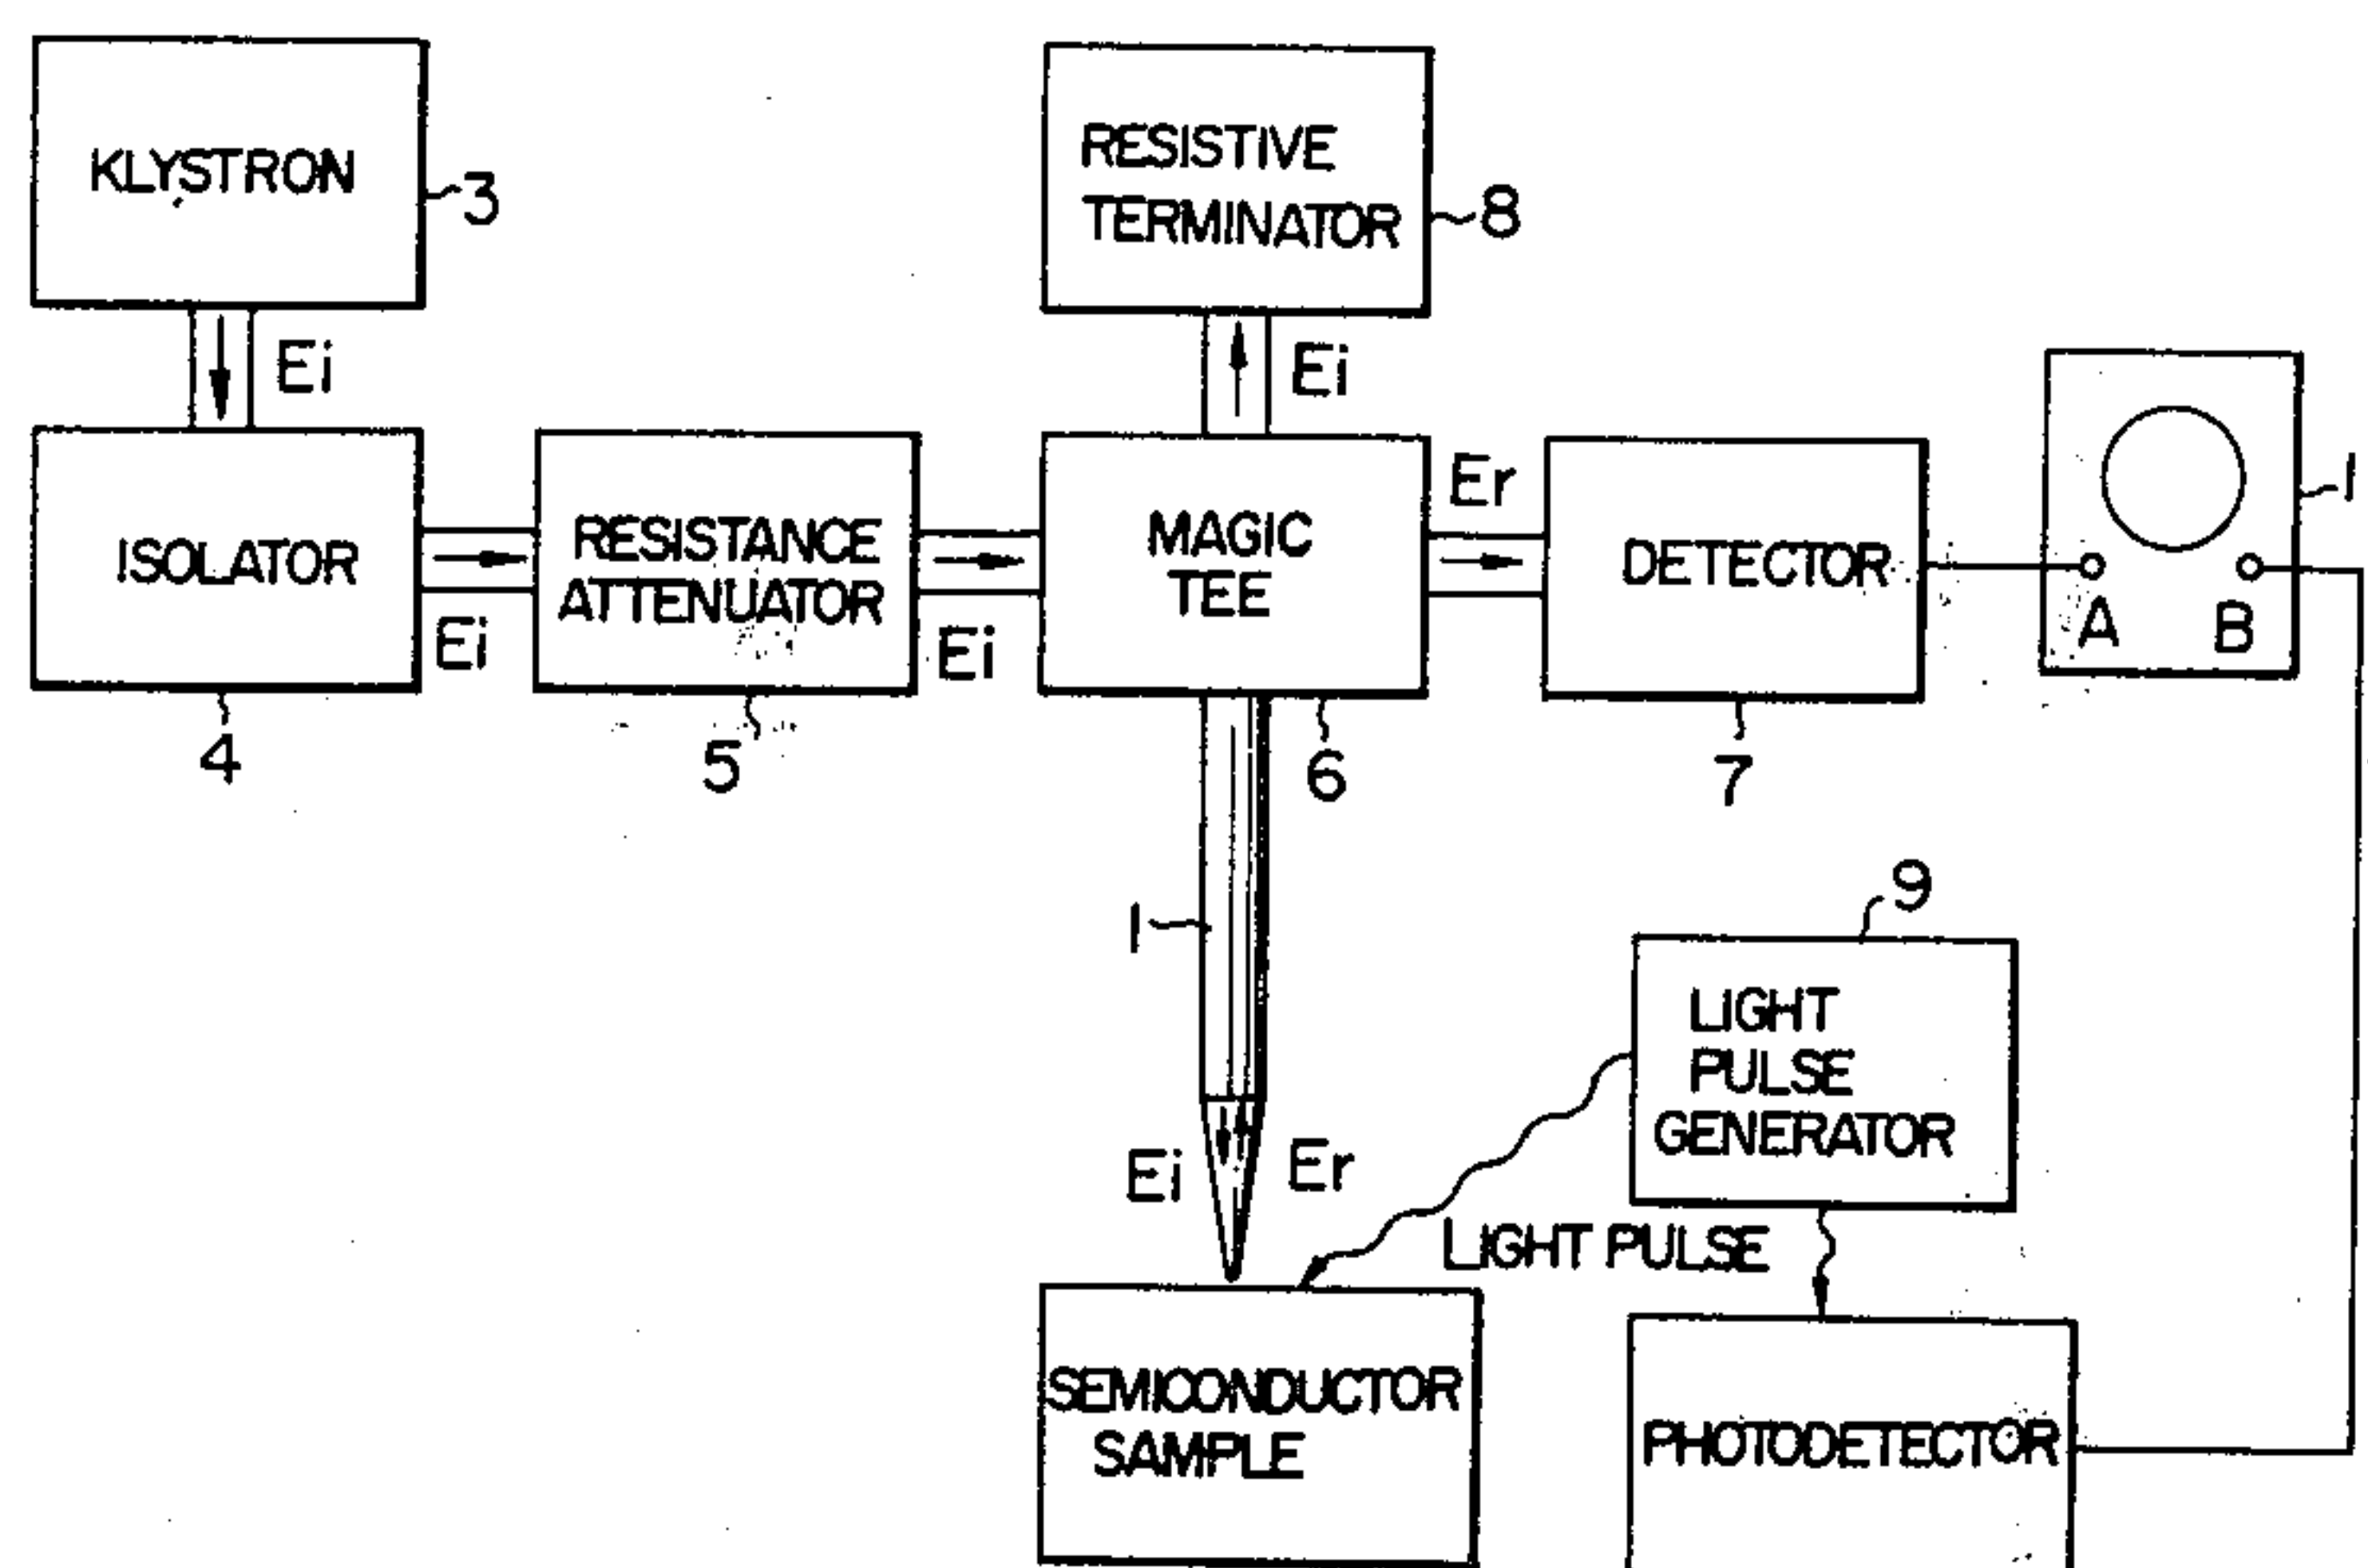 KLYSTRON
3
RESISTIVE
TERMINATOR
8
Ei
Ei
ISOLATOR
4
Ei
RESISTANCE
ATTENUATOR
5
Ei
MAGIC
TEE
6
Er
DETECTOR
7
A
B
1
1
Ei
Er
9
LIGHT
PULSE
GENERATOR
LIGHT PULSE
SEMICONDUCTOR
SAMPLE
PHOTODETECTOR